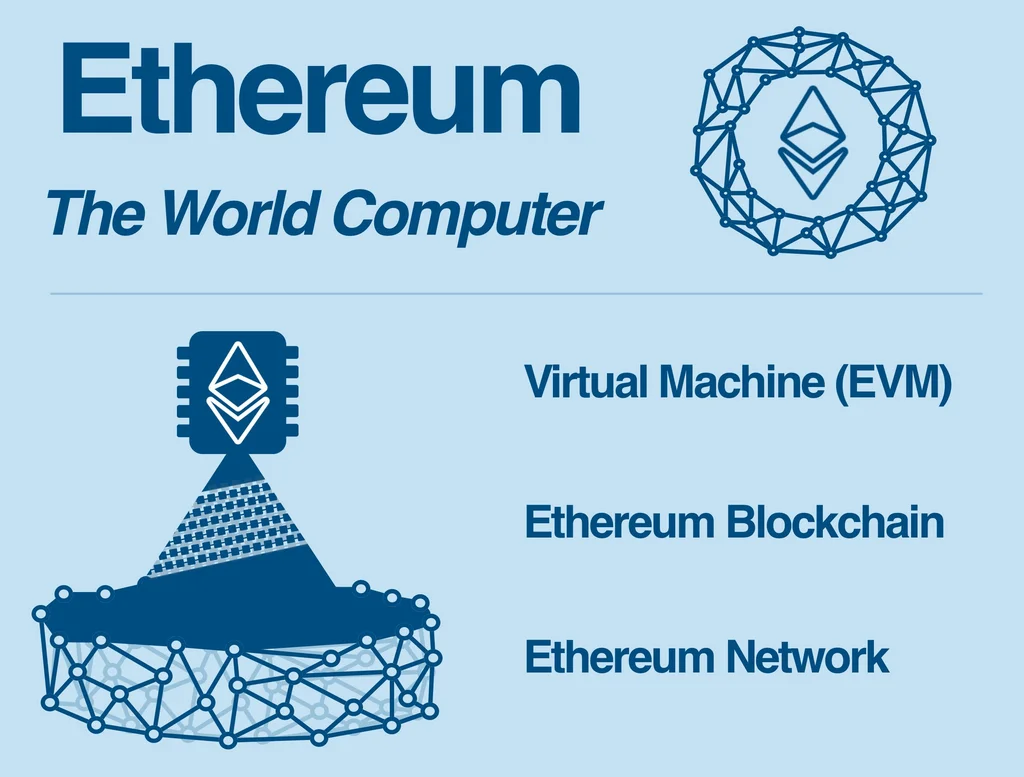 Ethereum
The World Computer
Virtual Machine (EVM)
Ethereum Blockchain
Ethereum Network